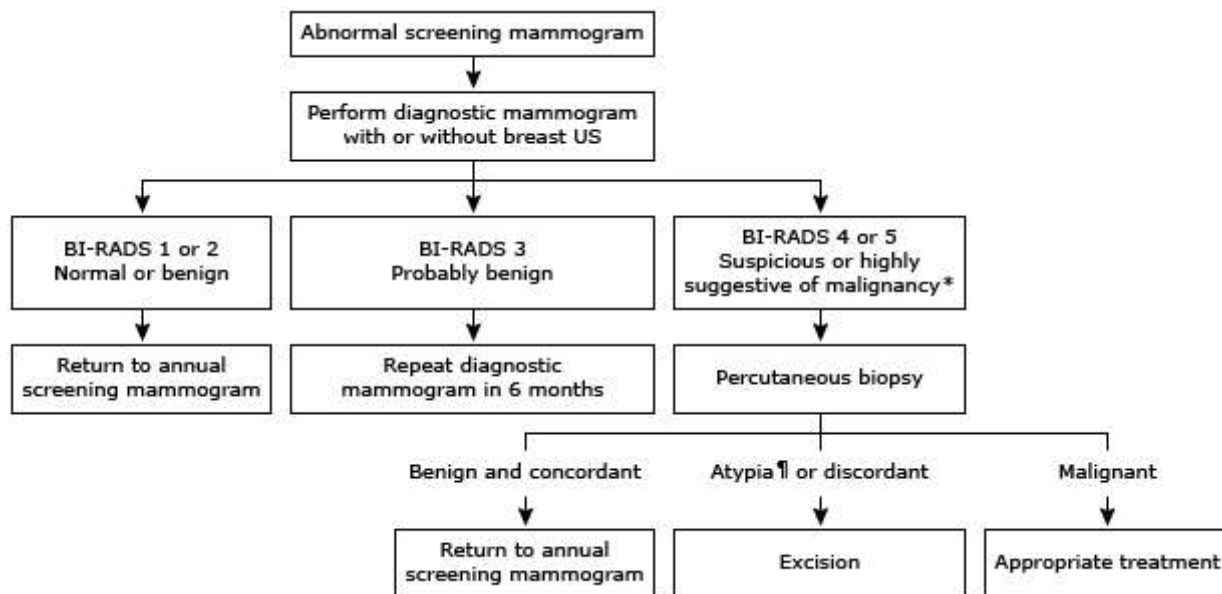 Abnormal screening mammogram
Perform diagnostic mammogram
with or without breast US
BI-RADS 1 or 2
Normal or benign
BI-RADS 3
Probably benign
BI-RADS 4 or 5
Suspicious or highly
suggestive of malignancy*
Return to annual
screening mammogram
Repeat diagnostic
mammogram in 6 months
Percutaneous biopsy
Benign and concordant
Atypia¶ or discordant
Malignant
Return to annual
screening mammogram
Excision
Appropriate treatment